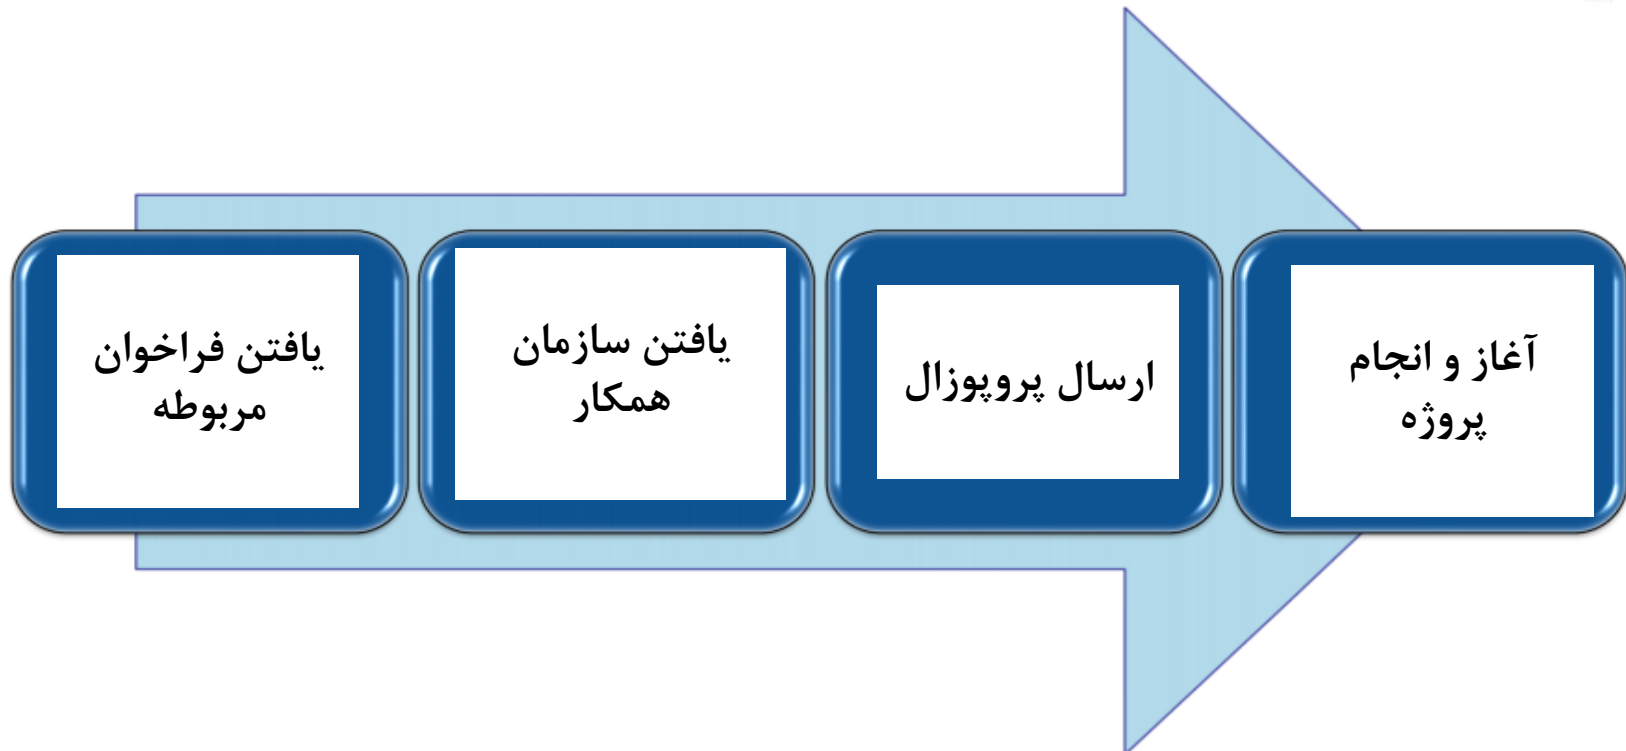 یافتن فراخوان
مربوطه
یافتن سازمان
همکار
ارسال پروپوزال
آغاز و انجام
پروژه